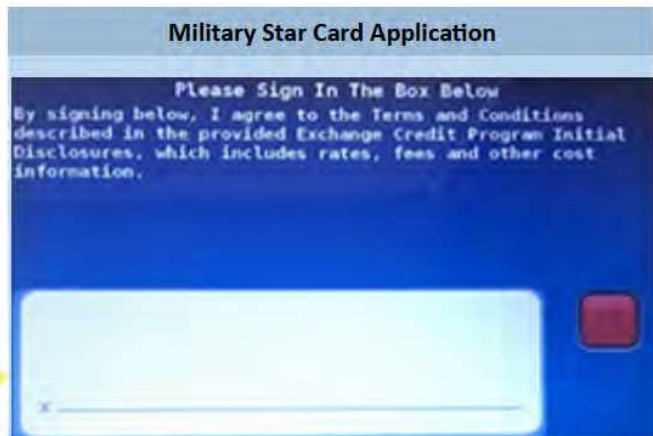 Military Star Card Application
Please Sign In The Box Below
By signing below, I agree to the Terms and Conditions
described in the provided Exchange Credit Program Initial
Disclosures, which includes rates, fees and other cost
information.
x